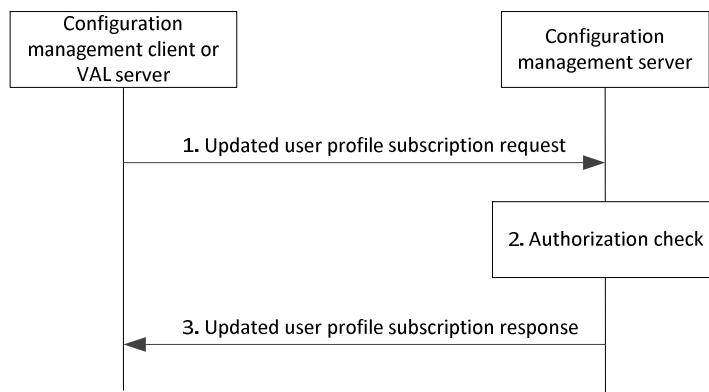 Configuration
management client or
VAL server
Configuration
management server
1. Updated user profile subscription request
2. Authorization check
3. Updated user profile subscription response